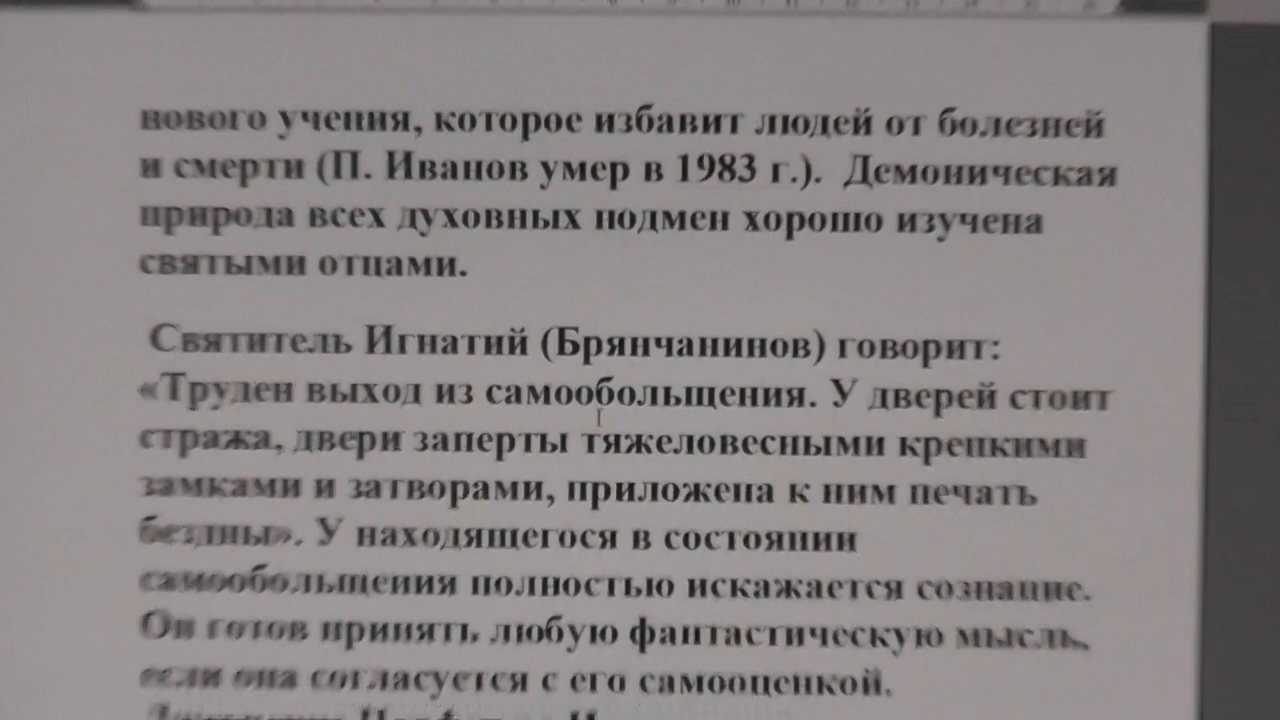 нового учения, которое избавит людей от болезней
и смерти (П. Иванов умер в 1983 г.). Демоническая
природа всех духовных подмен хорошо изучена
святыми отцами.
Святитель Игнатий (Брянчанинов) говорит:
«Труден выход из самообольщения. У дверей стоит
стража, двери заперты тяжеловесными крепкими
замками и затворами, приложена к ним печать
бездны». У находящегося в состоянии
самообольщения полностью искажается сознание.
Он готов принять любую фантастическую мысль,
если она согласуется с его самооценкой.